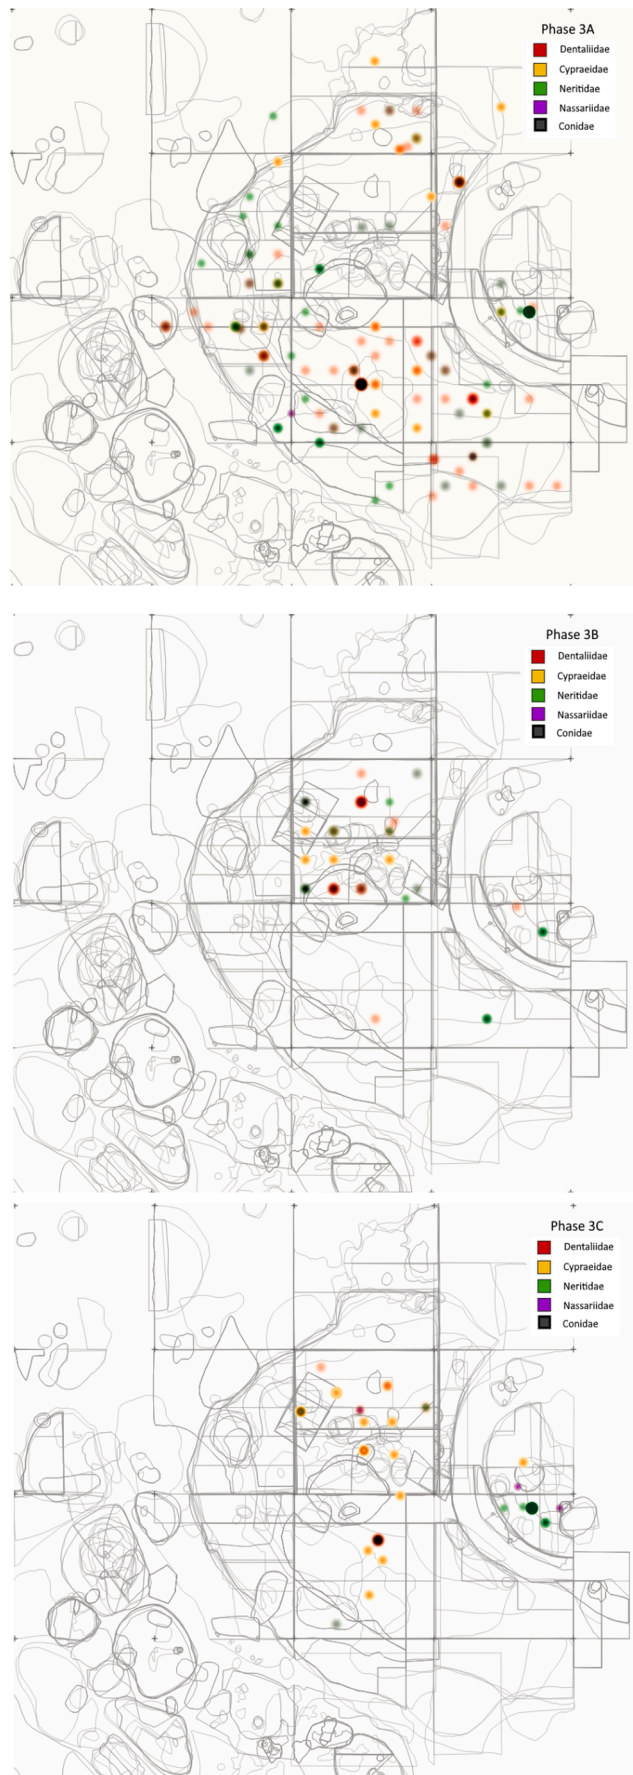 Phase 3A
Dentaliidae
Cypraeidae
Neritidae
Nassariidae
Conidae
Phase 3B
Dentaliidae
Cypraeidae
Neritidae
Nassariidae
Conidae
Phase 3C
Dentaliidae
Cypraeidae
Neritidae
Nassariidae
Conidae